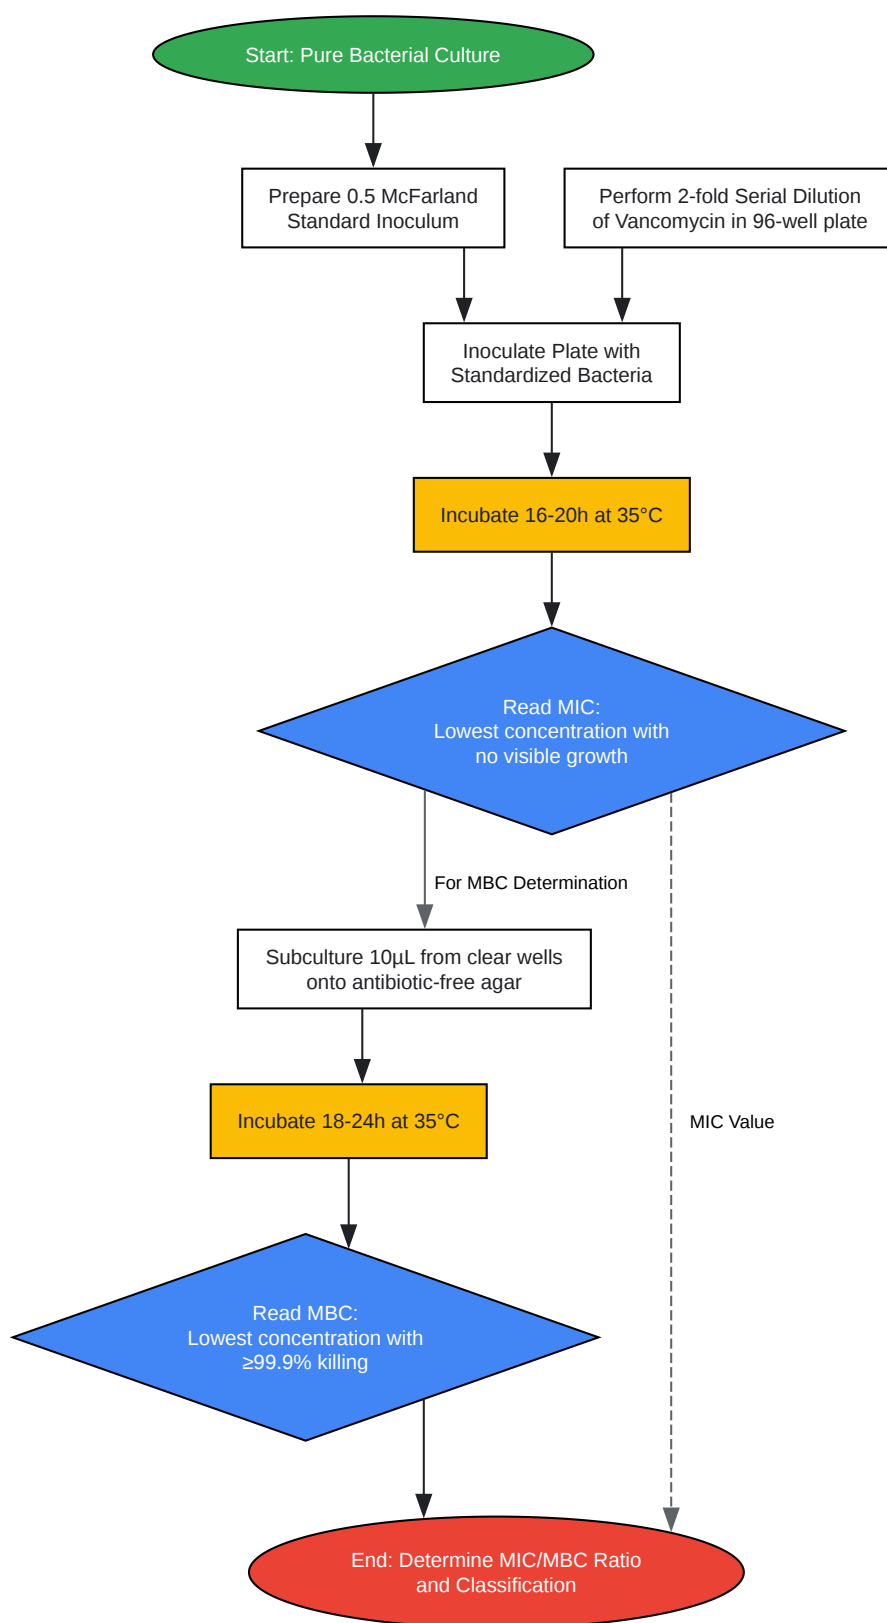 Start: Pure Bacterial Culture
Prepare 0.5 McFarland
Standard Inoculum
Perform 2-fold Serial Dilution
of Vancomycin in 96-well plate
Inoculate Plate with
Standardized Bacteria
Incubate 16-20h at 35°C
Read MIC:
Lowest concentration with
no visible growth
For MBC Determination
Subculture 10µL from clear wells
onto antibiotic-free agar
Incubate 18-24h at 35°C
MIC Value
Read MBC:
Lowest concentration with
≥99.9% killing
End: Determine MIC/MBC Ratio
and Classification